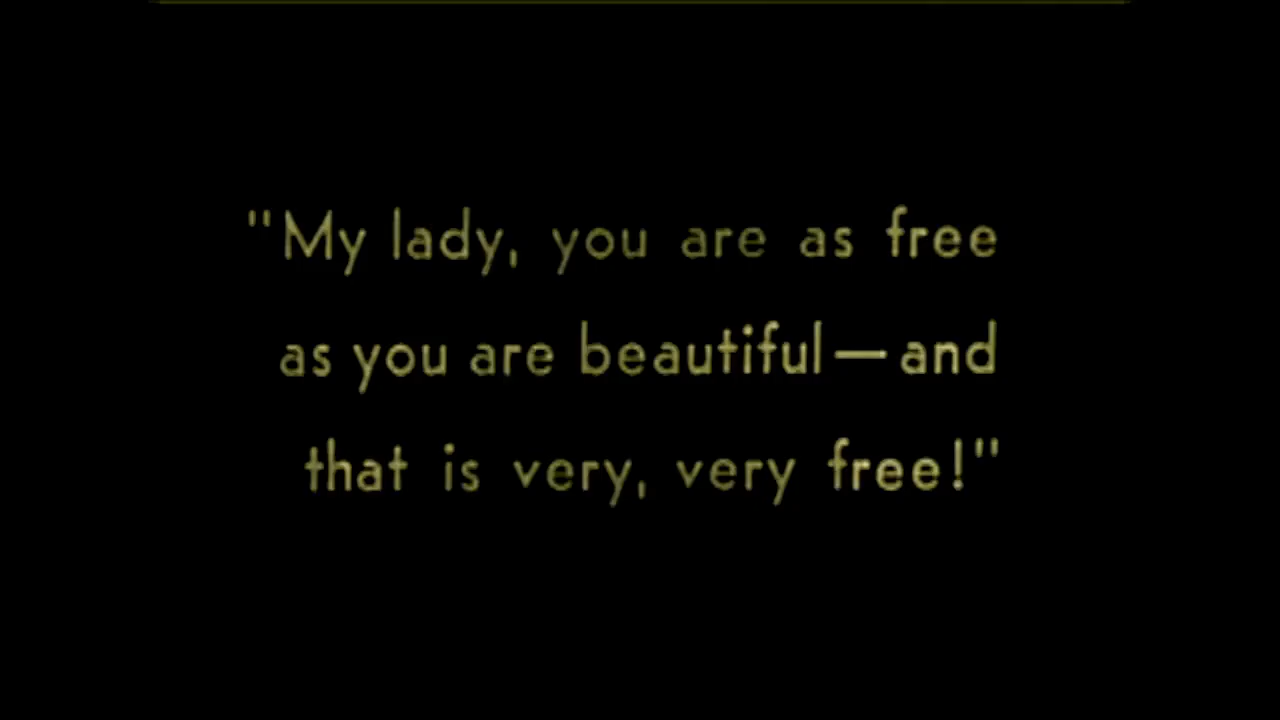 "My lady, you are as free
as you are beautiful—and
that is very, very free!"